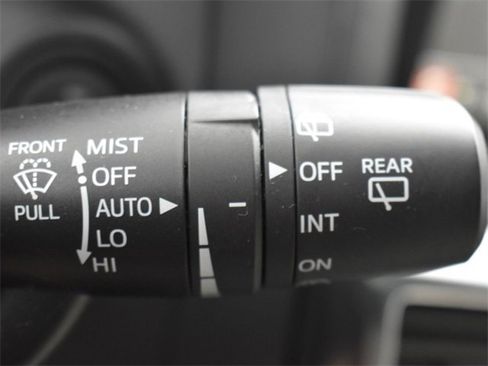 FRONT
PULL
MIST
OFF
AUTO
LO
HI
OFF
INT
ON
REAR